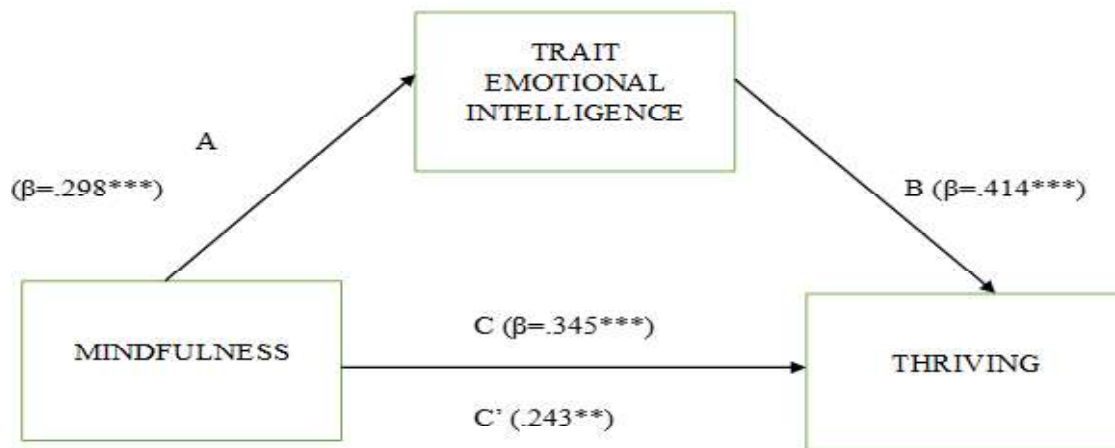 TRAIT
EMOTIONAL
INTELLIGENCE
A
(β=.298***)
B (β=.414***)
MINDFULNESS
C (β=.345***)
C’ (.243**)
THRIVING